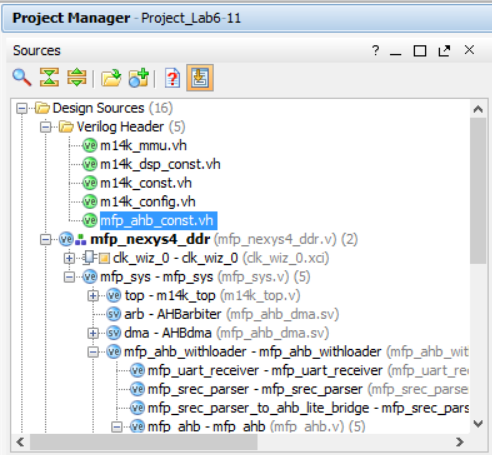 Project Manager - Project_Lab6-11
Sources
Design Sources (16)
Verilog Header (5)
m14k_mmu.vh
m14k_dsp_const.vh
m14k_const.vh
m14k_config.vh
mfp_ahb_const.vh
mfp_nexys4_ddr (mfp_nexys4_ddr.v) (2)
clk_wiz_0 - clk_wiz_0 (clk_wiz_0.xci)
mfp_sys - mfp_sys (mfp_sys.v) (5)
top - m14k_top (m14k_top.v)
arb - AHBarbiter (mfp_ahb_dma.sv)
dma - AHBdma (mfp_ahb_dma.sv)
mfp_ahb_withloader - mfp_ahb_withloader (mfp_ahb_wit
mfp_uart_receiver - mfp_uart_receiver (mfp_uart_rec
mfp_srec_parser - mfp_srec_parser (mfp_srec_parse
mfp_srec_parser_to_ahb_lite_bridge - mfp_srec_pars
mfp_ahb - mfp_ahb (mfp_ahb.v) (5)